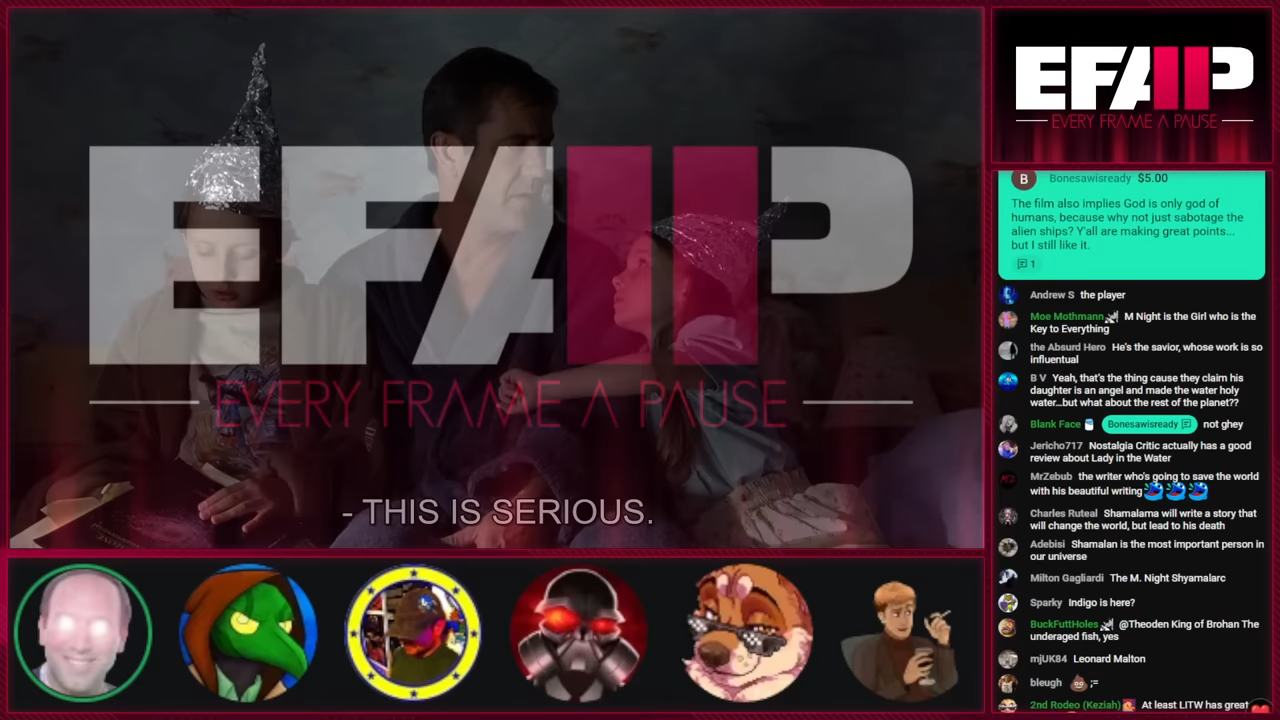 EFAP
EVERY FRAME A PAUSE
- THIS IS SERIOUS.
EFAP
EVERY FRAME A PAUSE
B Bonesawisready $5.00
The film also implies God is only god of
humans, because why not just sabotage the
alien ships? Y'all are making great points...
but I still like it.
1
Andrew S the player
Moe Mothmann M Night is the Girl who is the
Key to Everything
the Absurd Hero He's the savior, whose work is so
influential
B V Yeah, that's the thing cause they claim his
daughter is an angel and made the water holy
water...but what about the rest of the planet??
Blank Face Bonesawisready not ghey
Jericho717 Nostalgia Critic actually has a good
review about Lady in the Water
MrZebub the writer who's going to save the world
with his beautiful writing
Charles Ruteal Shamalama will write a story that
will change the world, but lead to his death
Adebisi Shamalan is the most important person in
our universe
Milton Gagliardi The M. Night Shyamalarc
Sparky Indigo is here?
BuckFuttHoles @Theoden King of Brohan The
underaged fish, yes
mjUK84 Leonard Malton
bleugh ;=
2nd Rodeo (Keziah) At least LITW has great